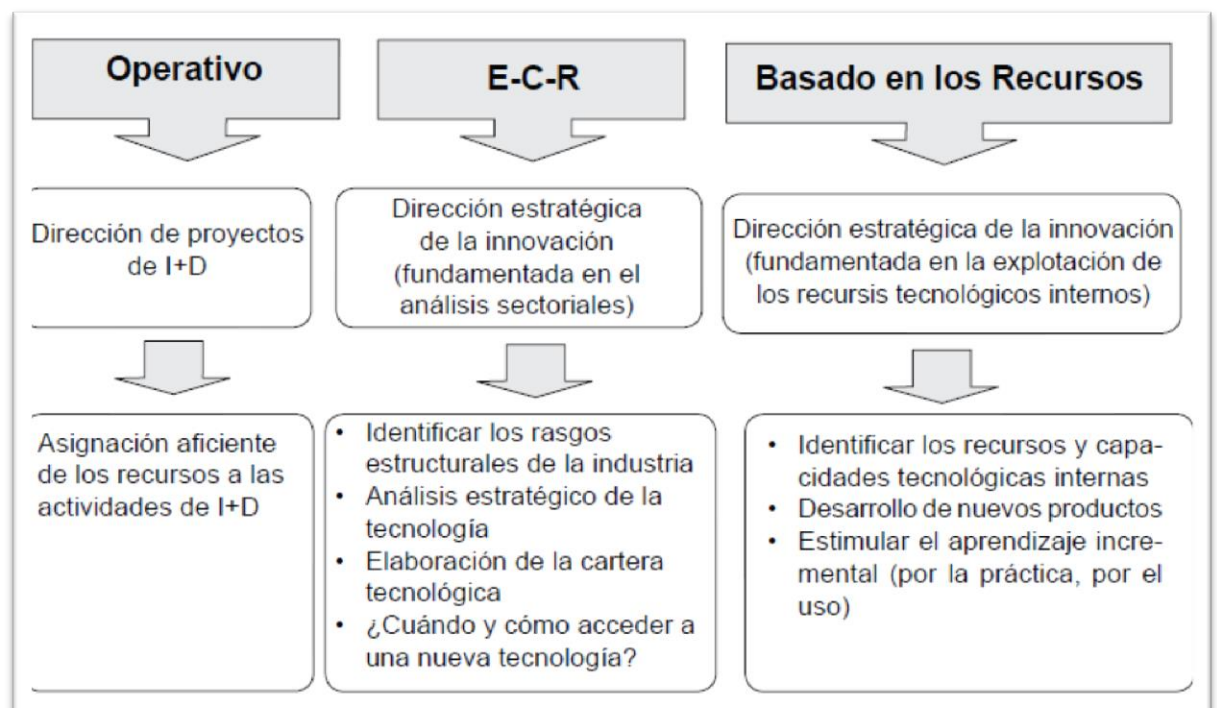 Operativo
E-C-R
Basado en los Recursos
Dirección de proyectos
de I+D
Dirección estratégica
de la innovación
(fundamentada en el
análisis sectoriales)
Dirección estratégica de la innovación
(fundamentada en la explotación de
los recursis tecnológicos internos)
Asignación aficiente
de los recursos a las
actividades de I+D
• Identificar los rasgos
estructurales de la industria
• Análisis estratégico de la
tecnología
• Elaboración de la cartera
tecnológica
• ¿Cuándo y cómo acceder a
una nueva tecnología?
• Identificar los recursos y capa-
cidades tecnológicas internas
• Desarrollo de nuevos productos
• Estimular el aprendizaje incre-
mental (por la práctica, por el
uso)